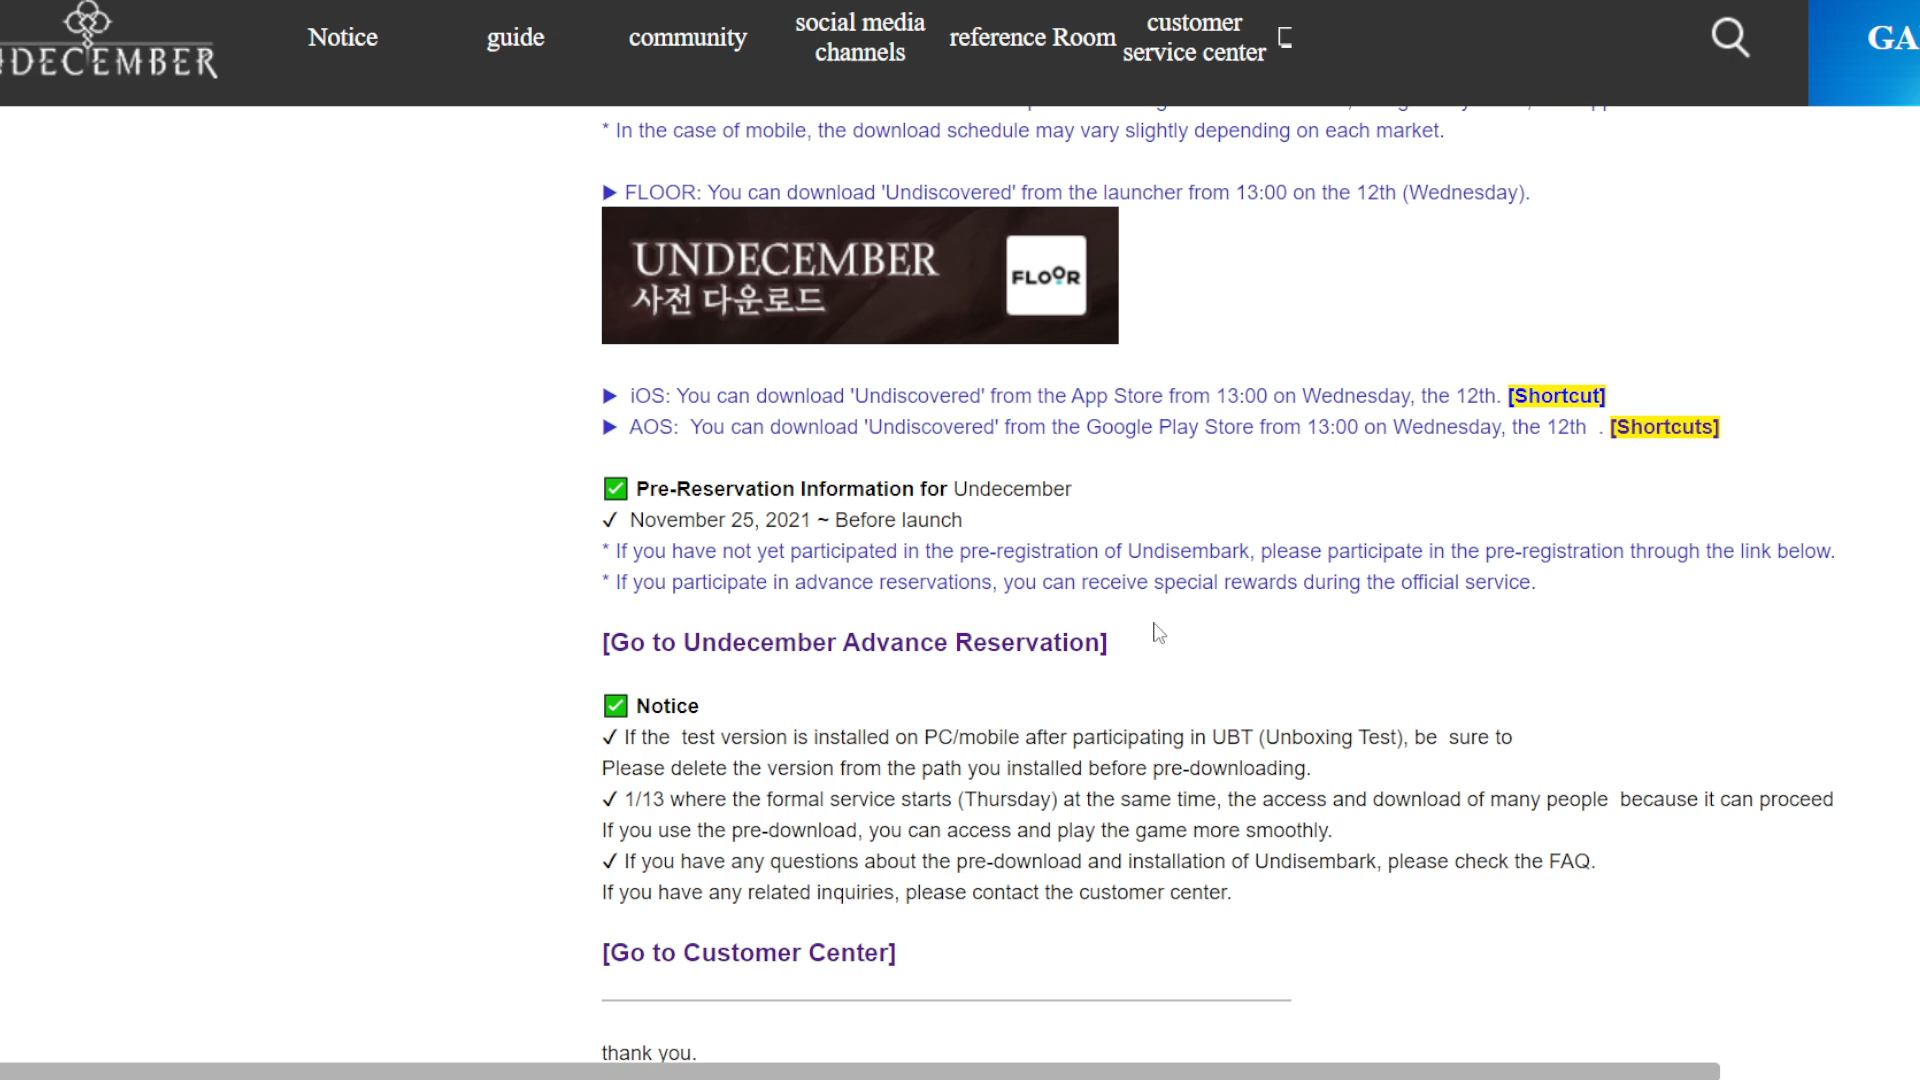 NDECEMBER
Notice
guide
community
social media
channels
reference Room
customer
service center
GA
* In the case of mobile, the download schedule may vary slightly depending on each market.
▶ FLOOR: You can download 'Undiscovered' from the launcher from 13:00 on the 12th (Wednesday).
UNDECEMBER
사전 다운로드
FLOOR
▶ iOS: You can download 'Undiscovered' from the App Store from 13:00 on Wednesday, the 12th. [Shortcut]
▶ AOS: You can download 'Undiscovered' from the Google Play Store from 13:00 on Wednesday, the 12th . [Shortcuts]
✅ Pre-Reservation Information for Undecember
✓ November 25, 2021 ~ Before launch
* If you have not yet participated in the pre-registration of Undisembark, please participate in the pre-registration through the link below.
* If you participate in advance reservations, you can receive special rewards during the official service.
[Go to Undecember Advance Reservation]
✅ Notice
✓ If the test version is installed on PC/mobile after participating in UBT (Unboxing Test), be sure to
Please delete the version from the path you installed before pre-downloading.
✓ 1/13 where the formal service starts (Thursday) at the same time, the access and download of many people because it can proceed
If you use the pre-download, you can access and play the game more smoothly.
✓ If you have any questions about the pre-download and installation of Undisembark, please check the FAQ.
If you have any related inquiries, please contact the customer center.
[Go to Customer Center]
thank you.